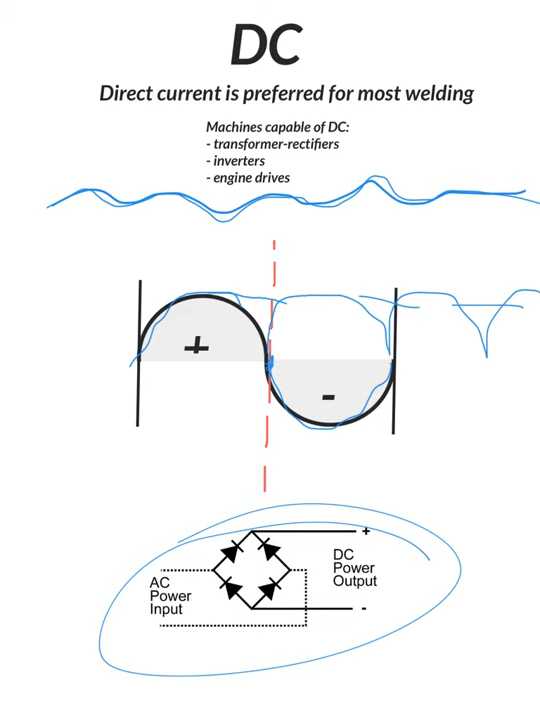 DC
Direct current is preferred for most welding
Machines capable of DC:
- transformer-rectifiers
- inverters
- engine drives
+
-
+
DC
Power
Output
AC
Power
Input
-